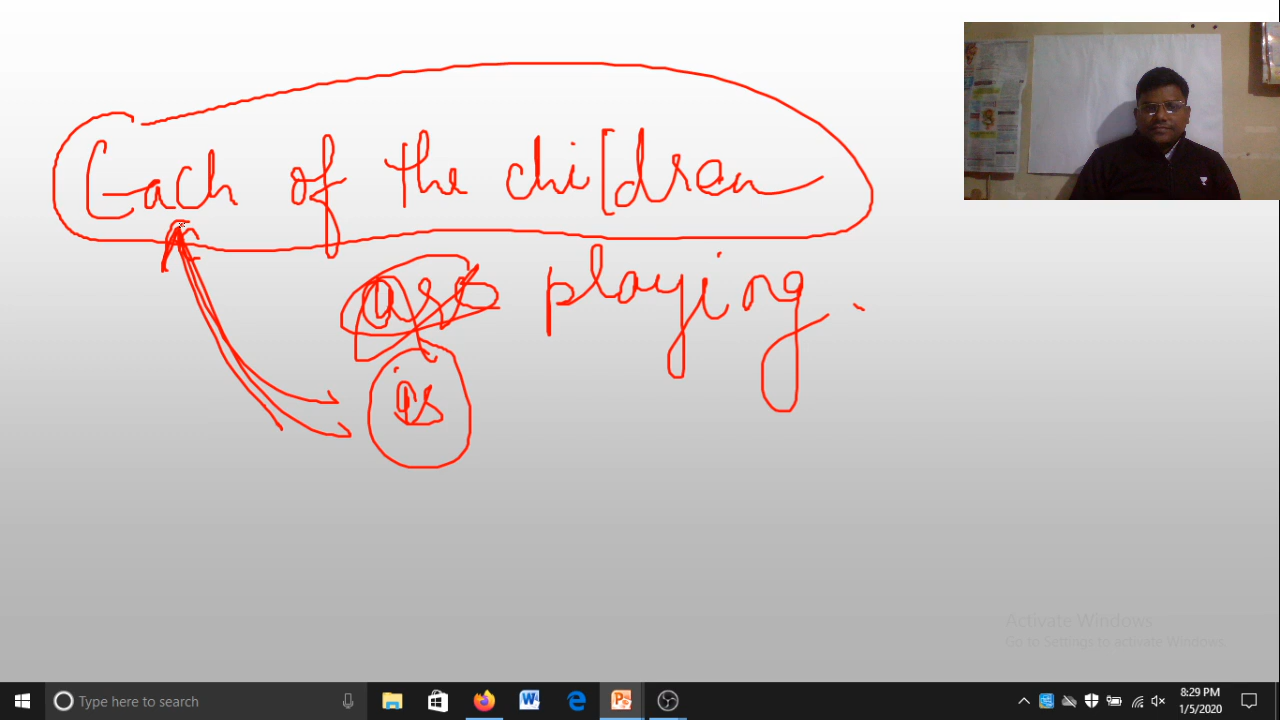 Each of the children
are playing.
is
Activate Windows
Go to Settings to activate Windows.
Type here to search
8:29 PM
1/5/2020